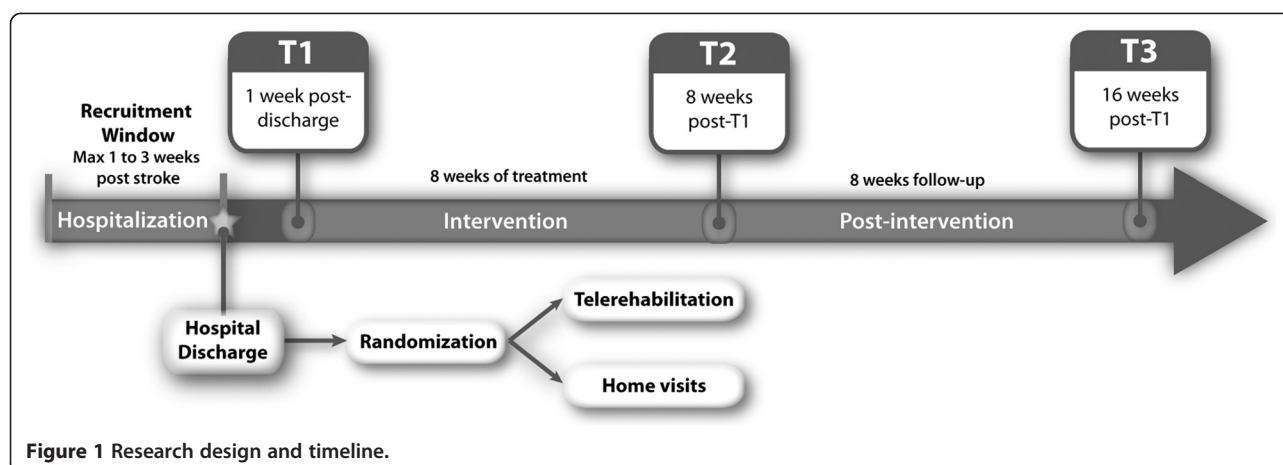 T1
1 week post-
discharge
T2
8 weeks
post-T1
T3
16 weeks
post-T1
Recruitment
Window
Max 1 to 3 weeks
post stroke
8 weeks of treatment
8 weeks follow-up
Hospitalization
Intervention
Post-intervention
Hospital
Discharge
Randomization
Telerehabilitation
Home visits
Figure 1 Research design and timeline.